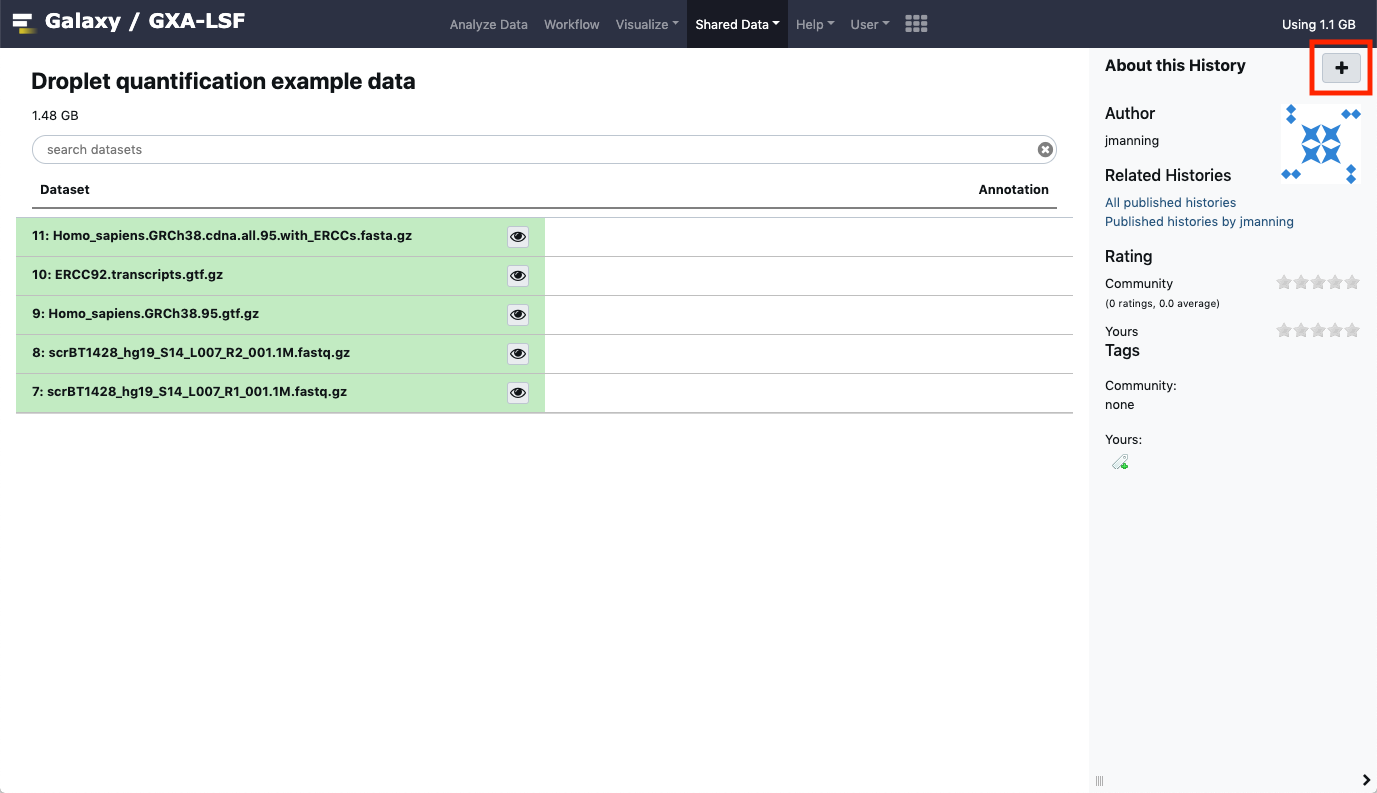 Galaxy / GXA-LSF
Analyze Data Workflow Visualize Shared Data Help User
Using 1.1 GB
Droplet quantification example data
1.48 GB
search datasets
Dataset Annotation
11: Homo_sapiens.GRCh38.cdna.all.95.with_ERCCs.fasta.gz
10: ERCC92.transcripts.gtf.gz
9: Homo_sapiens.GRCh38.95.gtf.gz
8: scrBT1428_hg19_S14_L007_R2_001.1M.fastq.gz
7: scrBT1428_hg19_S14_L007_R1_001.1M.fastq.gz
About this History
Author
jmanning
Related Histories
All published histories
Published histories by jmanning
Rating
Community
(0 ratings, 0.0 average)
Yours
Tags
Community:
none
Yours: